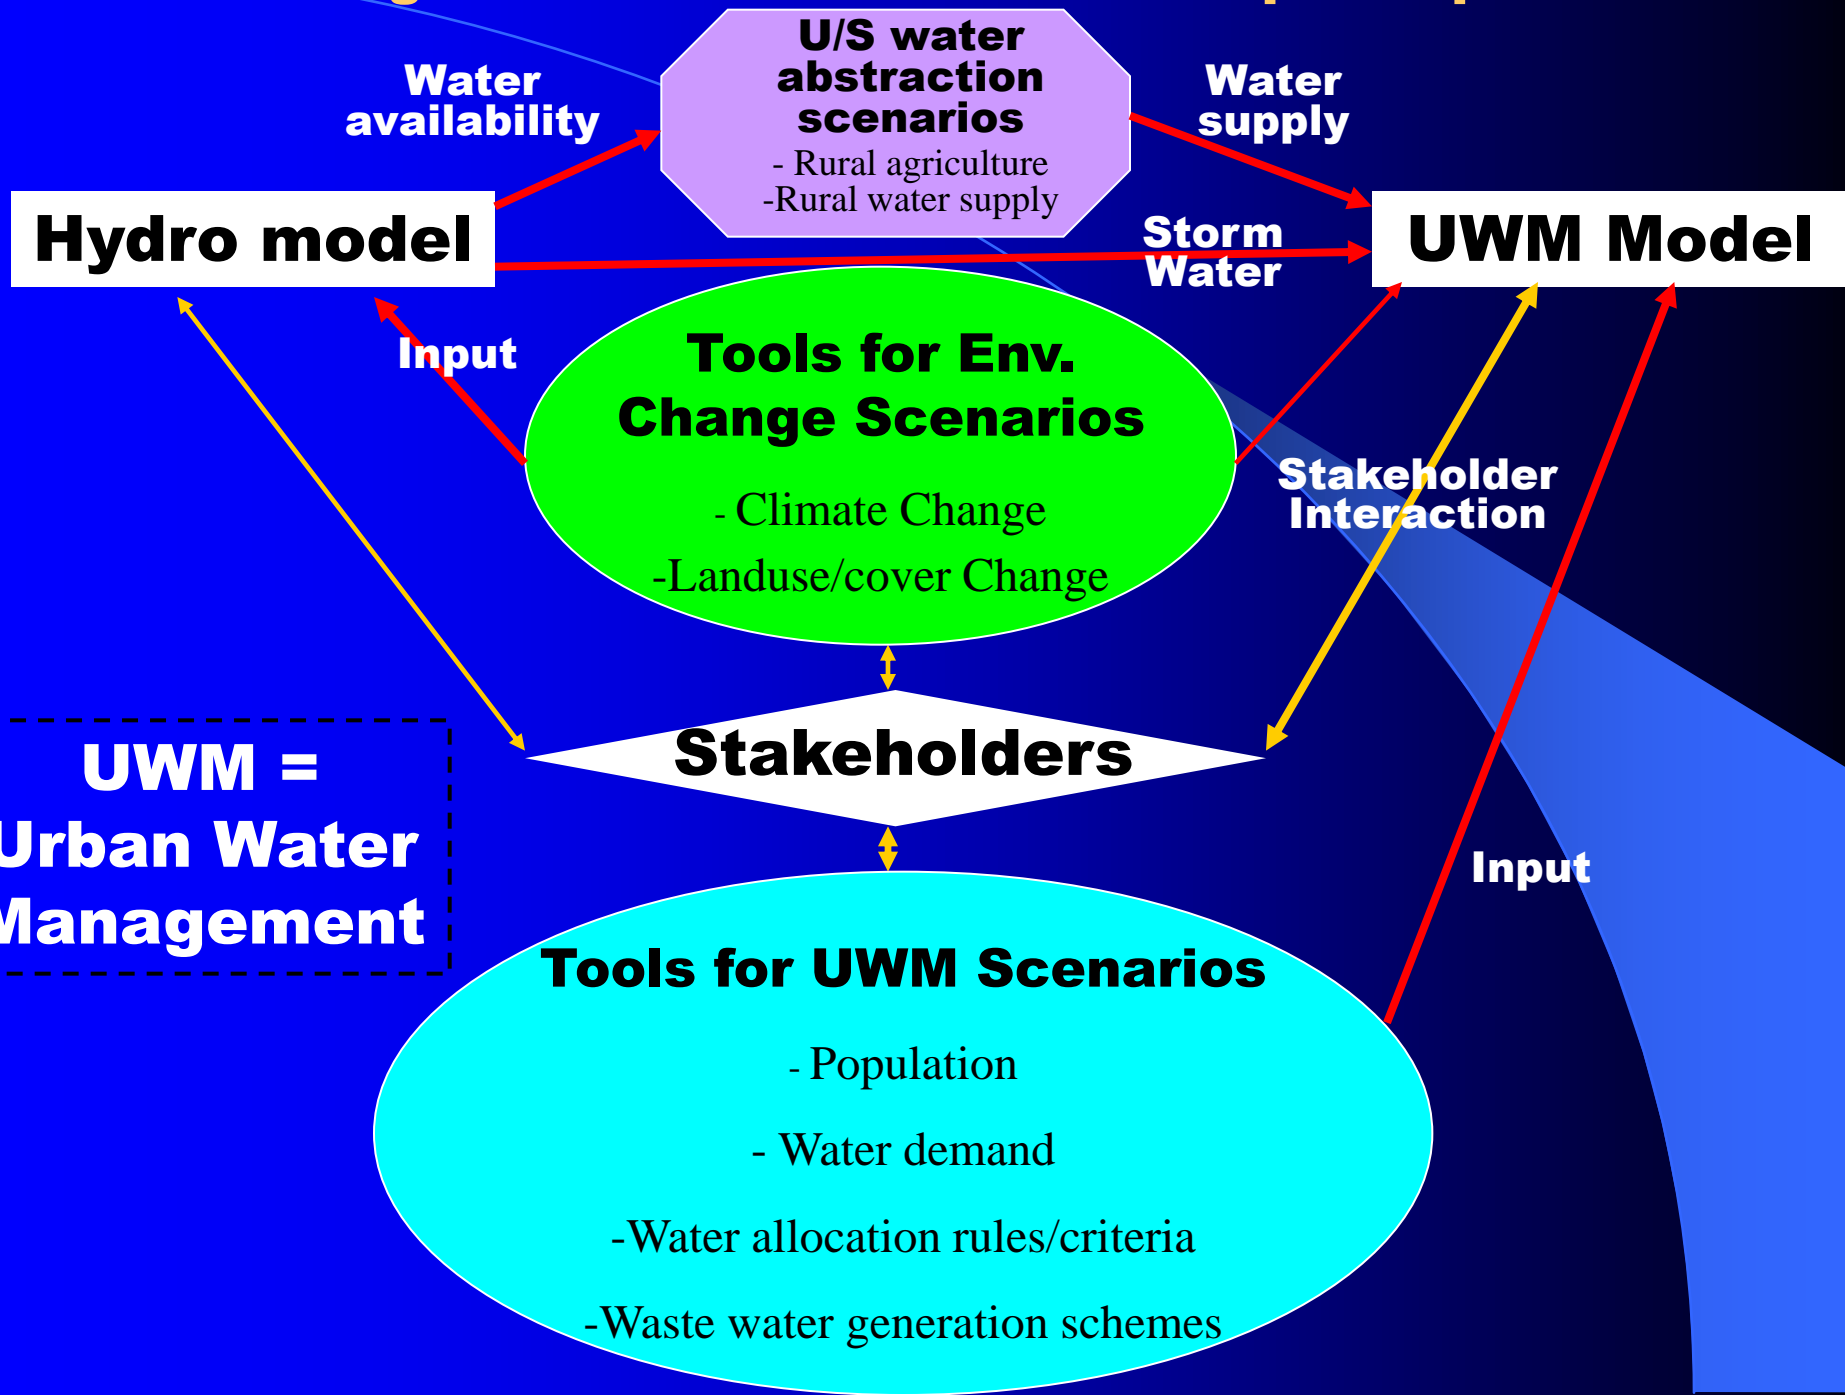 U/S water
abstraction
scenarios
- Rural agriculture
-Rural water supply
Water
availability
Water
supply
Hydro model
Storm
Water
UWM Model
Input
Tools for Env.
Change Scenarios
- Climate Change
-Landuse/cover Change
Stakeholder
Interaction
Stakeholders
UWM =
Urban Water
Management
Input
Tools for UWM Scenarios
- Population
- Water demand
-Water allocation rules/criteria
-Waste water generation schemes